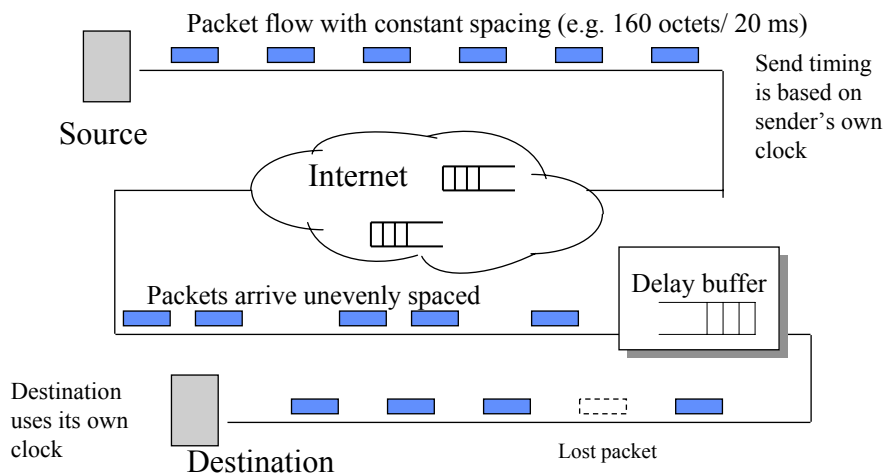 Packet flow with constant spacing (e.g. 160 octets/ 20 ms)
Send timing
is based on
sender's own
clock
Source
Internet
Packets arrive unevenly spaced
Delay buffer
Destination
uses its own
clock
Destination
Lost packet